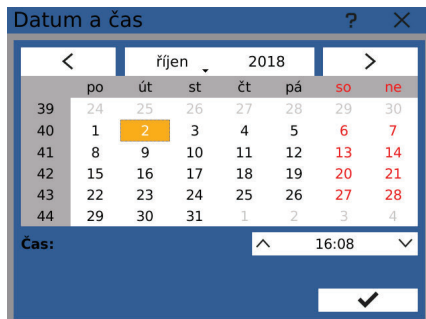 Datum a čas ? ×
< říjen 2018 >
po út st čt pá so ne
39 24 25 26 27 28 29 30
40 1 2 3 4 5 6 7
41 8 9 10 11 12 13 14
42 15 16 17 18 19 20 21
43 22 23 24 25 26 27 28
44 29 30 31 1 2 3 4
Čas: 16:08